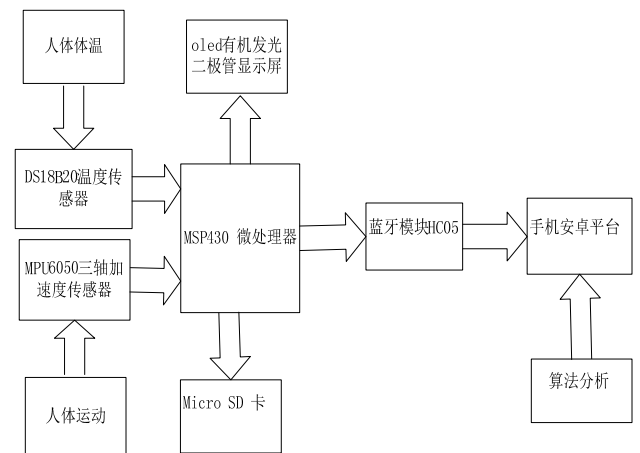 人体体温
oled有机发光
二极管显示屏
DS18B20温度传
感器
MSP430 微处理器
蓝牙模块HC05
手机安卓平台
MPU6050三轴加
速度传感器
人体运动
Micro SD 卡
算法分析